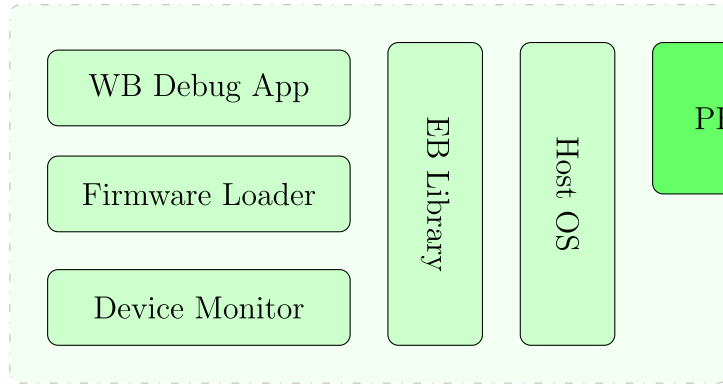 WB Debug App
Firmware Loader
Device Monitor
EB Library
Host OS